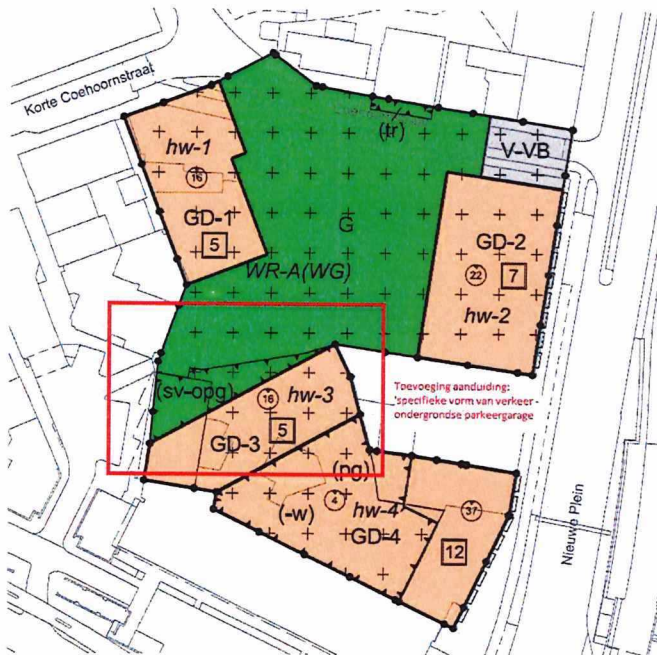 Korte Coehoornstraat
(tr)
V-VB
hw-1
16
GD-1
5
G
WR-A(WG)
GD-2
22
7
hw-2
(sv-opg)
16
hw-3
5
GD-3
Toevoeging aanduiding:
'specifieke vorm van verkeer -
ondergrondse parkeergarage
(pg)
4
hw-4
(-w)
GD-4
37
12
Nieuwe Plein